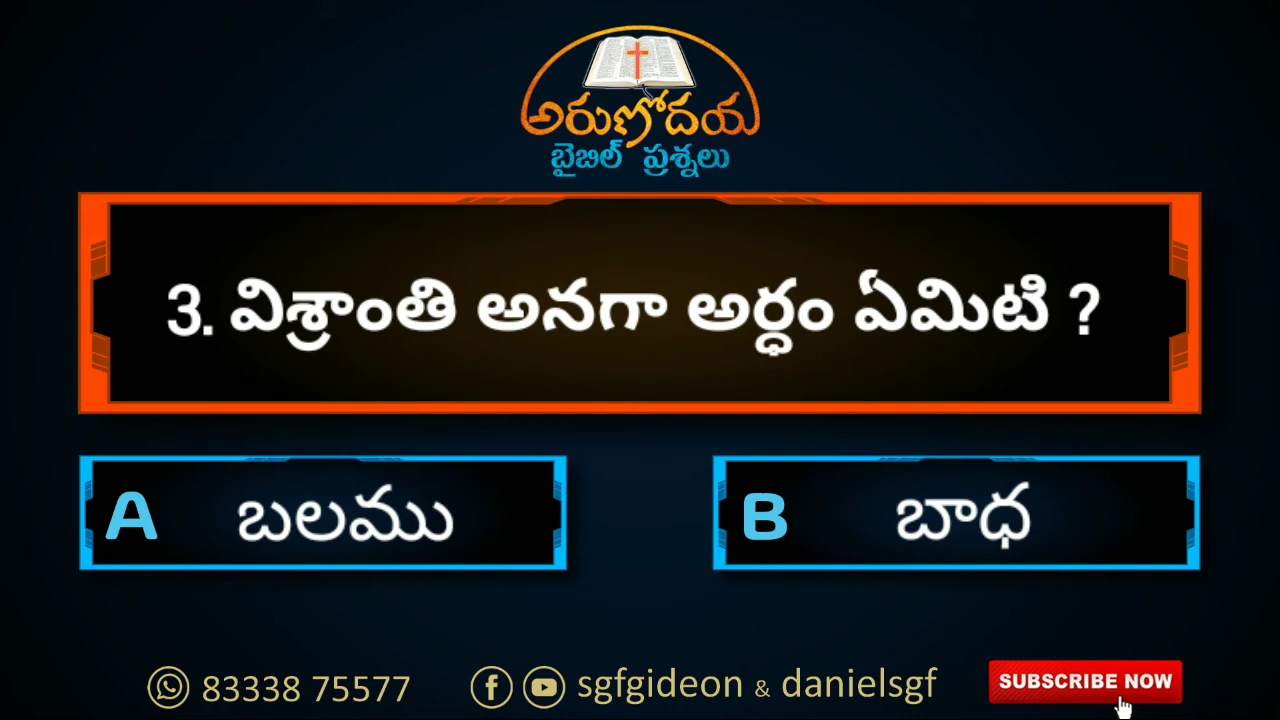 అరుణోదయ
బైబిల్ ప్రశ్నలు
3. విశ్రాంతి అనగా అర్ధం ఏమిటి ?
A బలము
B బాధ
83338 75577 sgfgideon & danielsgf SUBSCRIBE NOW